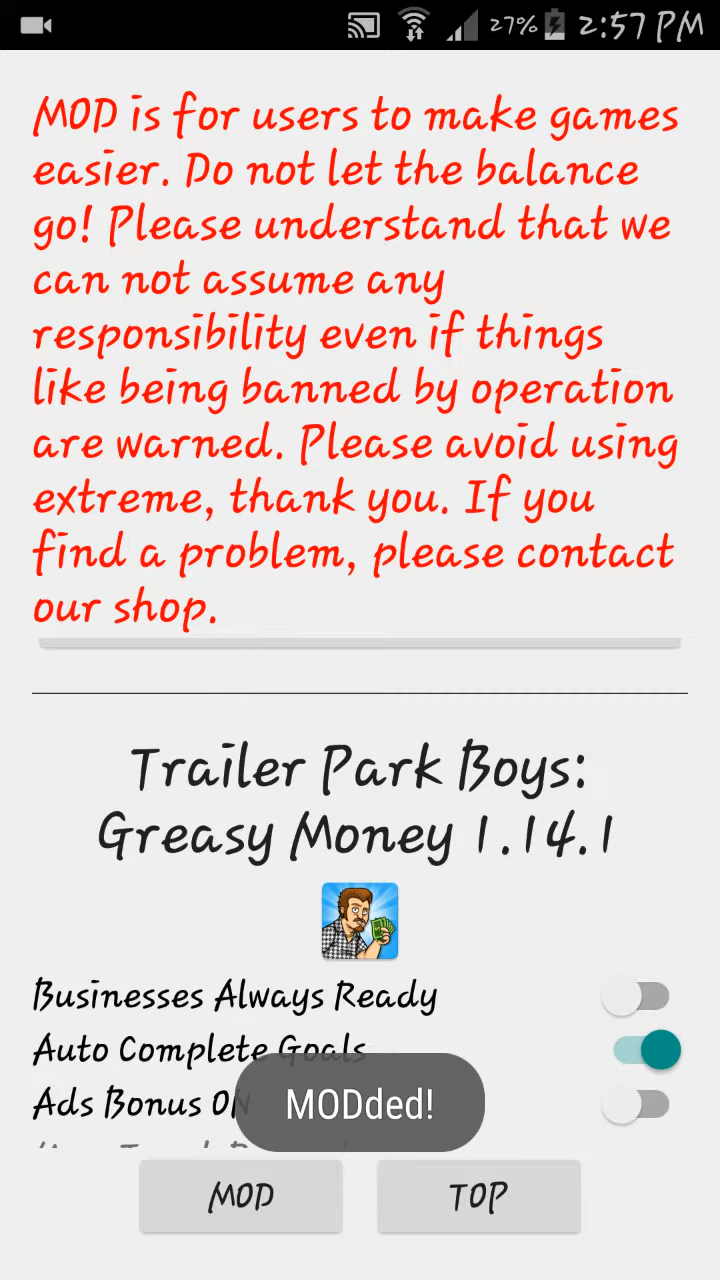 27% 2:57 PM
MOD is for users to make games
easier. Do not let the balance
go! Please understand that we
can not assume any
responsibility even if things
like being banned by operation
are warned. Please avoid using
extreme, thank you. If you
find a problem, please contact
our shop.
Trailer Park Boys:
Greasy Money 1.14.1
Businesses Always Ready
Auto Complete Goals
Ads Bonus ON
MODded!
MOD TOP